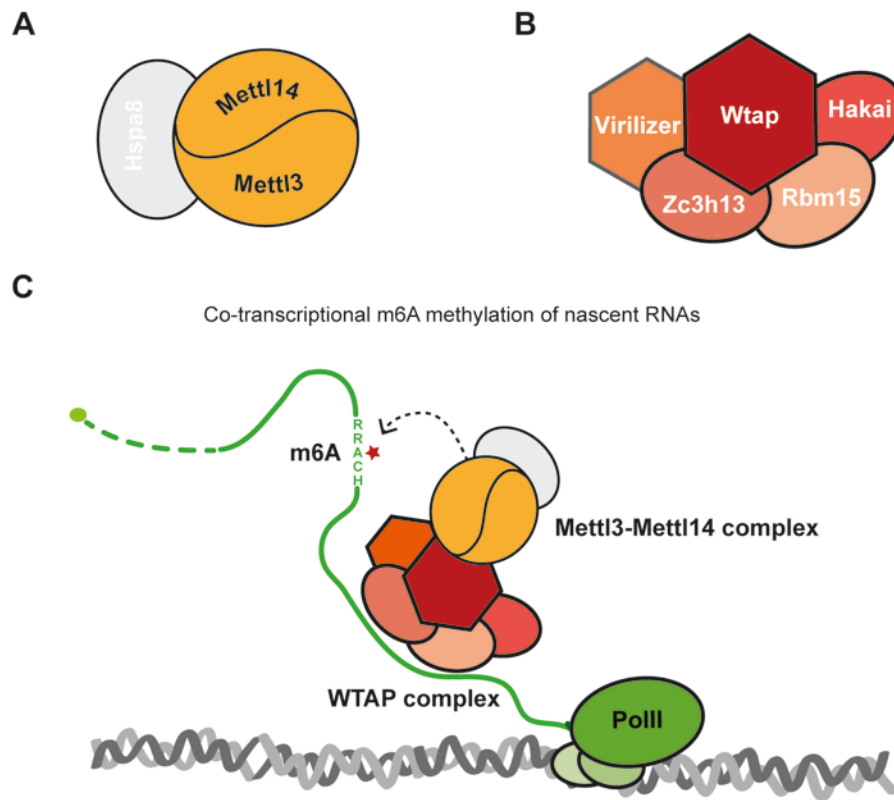 A
Hspa8
Mettl14
Mettl3
B
Virilizer
Wtap
Hakai
Zc3h13
Rbm15
C
Co-transcriptional m6A methylation of nascent RNAs
R
R
A
C
H
m6A
Mettl3-Mettl14 complex
WTAP complex
PolII